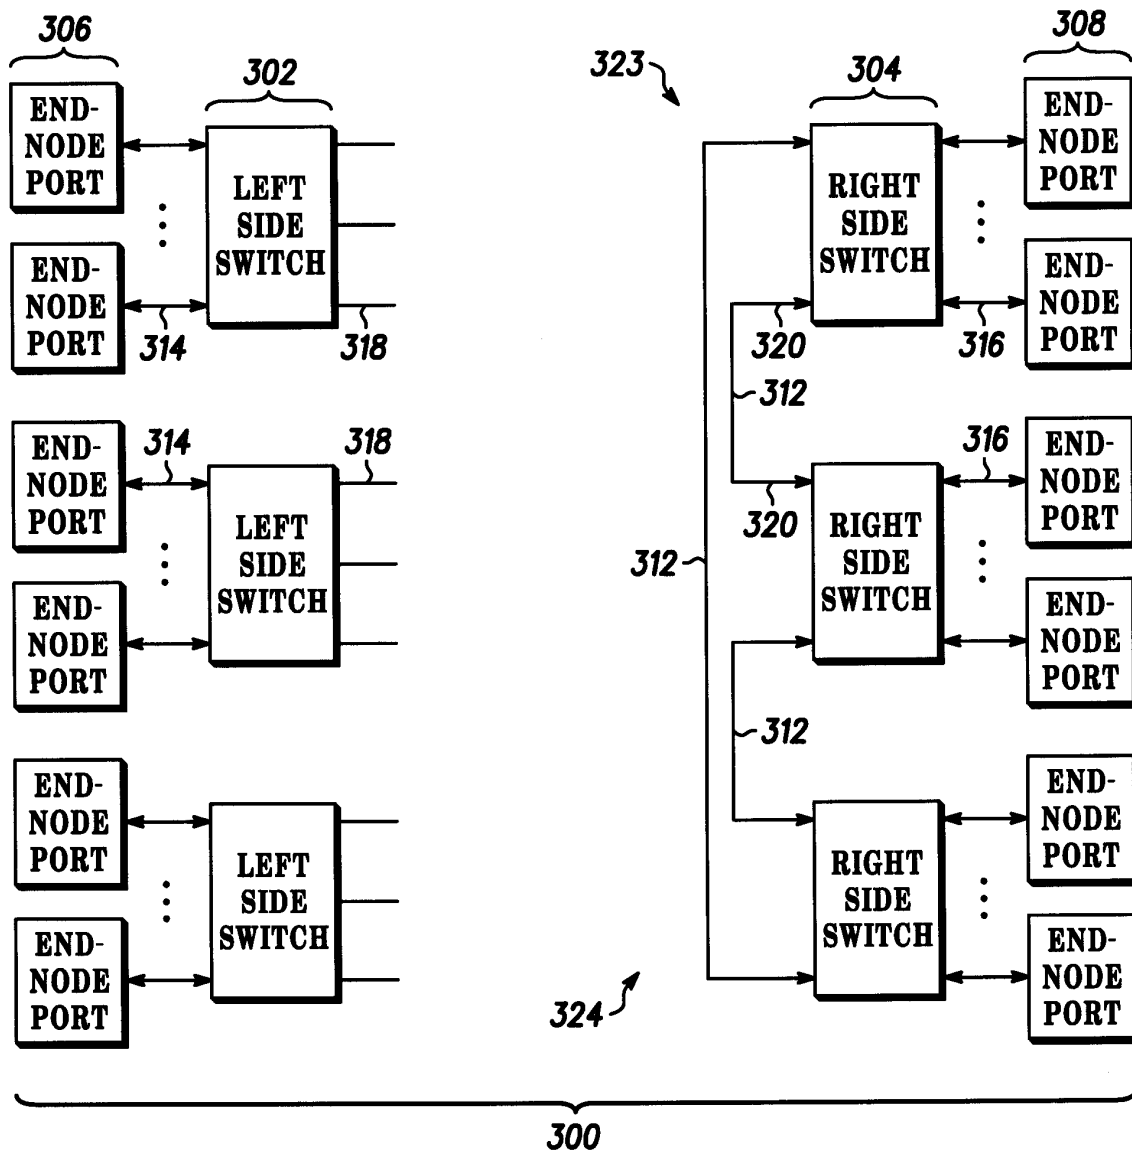 306
302
323
304
308
END-
NODE
PORT
LEFT
SIDE
SWITCH
RIGHT
SIDE
SWITCH
END-
NODE
PORT
END-
NODE
PORT
314
318
320
316
END-
NODE
PORT
312
END-
NODE
PORT
314
318
LEFT
SIDE
SWITCH
320
312
RIGHT
SIDE
SWITCH
316
END-
NODE
PORT
END-
NODE
PORT
312
END-
NODE
PORT
END-
NODE
PORT
LEFT
SIDE
SWITCH
RIGHT
SIDE
SWITCH
END-
NODE
PORT
END-
NODE
PORT
324
END-
NODE
PORT
300